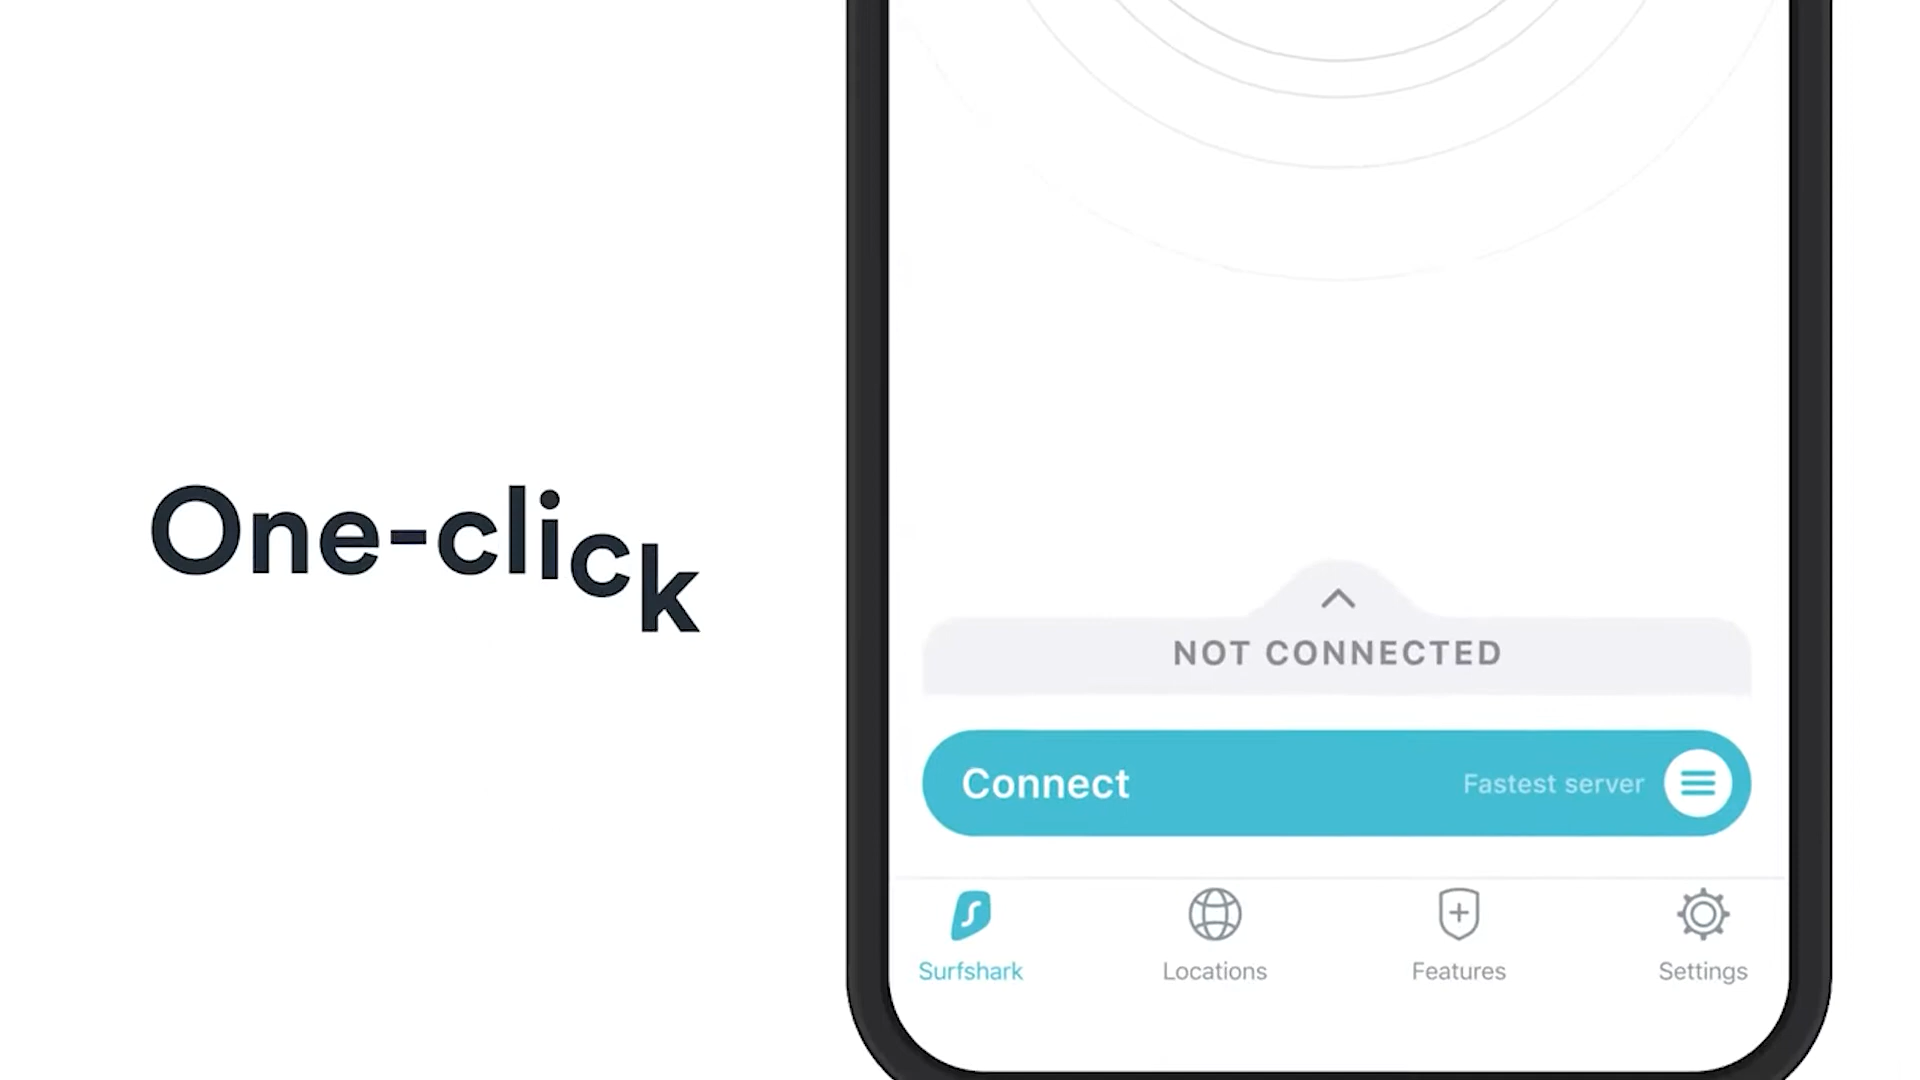 One-click
NOT CONNECTED
Connect
Fastest server
Surfshark
Locations
Features
Settings